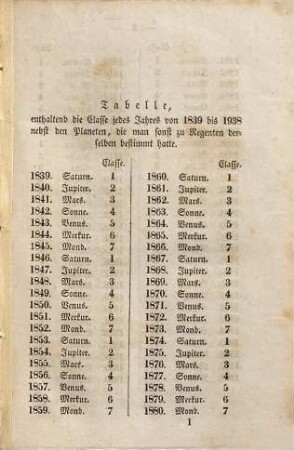 Tabelle,
enthaltend die Classe jedes Jahres von 1839 bis 1938
nebst den Planeten, die man sonst zu Regenten der-
selben bestimmt hatte.
Classe.
1839. Saturn. 1
1840. Jupiter. 2
1841. Mars. 3
1842. Sonne. 4
1843. Venus. 5
1844. Merkur. 6
1845. Mond. 7
1846. Saturn. 1
1847. Jupiter. 2
1848. Mars. 3
1849. Sonne. 4
1850. Venus. 5
1851. Merkur. 6
1852. Mond. 7
1853. Saturn. 1
1854. Jupiter. 2
1855. Mars. 3
1856. Sonne. 4
1857. Venus. 5
1858. Merkur. 6
1859. Mond. 7
Classe.
1860. Saturn. 1
1861. Jupiter. 2
1862. Mars. 3
1863. Sonne. 4
1864. Venus. 5
1865. Merkur. 6
1866. Mond. 7
1867. Saturn. 1
1868. Jupiter. 2
1869. Mars. 3
1870. Sonne. 4
1871. Venus. 5
1872. Merkur. 6
1873. Mond. 7
1874. Saturn. 1
1875. Jupiter. 2
1876. Mars. 3
1877. Sonne. 4
1878. Venus. 5
1879. Merkur. 6
1880. Mond. 7
1